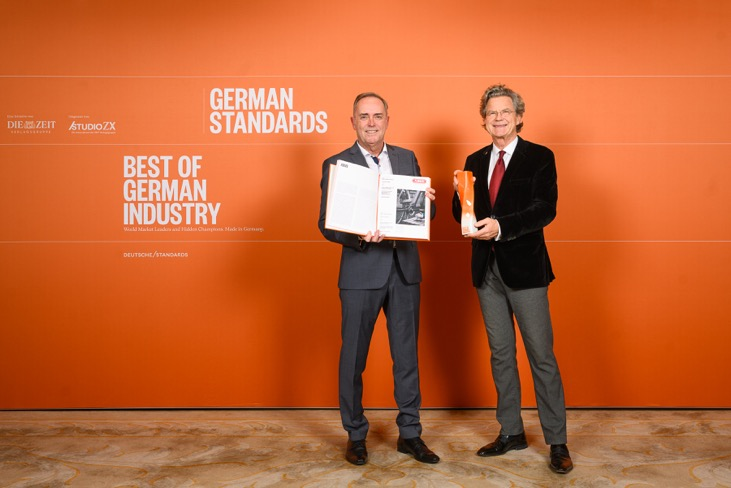 GERMAN
STANDARDS
DIE ZEIT
VERLAGSGRUPPE
STUDIO ZX
BEST OF
GERMAN
INDUSTRY
World Market Leaders and Hidden Champions. Made in Germany.
DEUTSCHE/STANDARDS